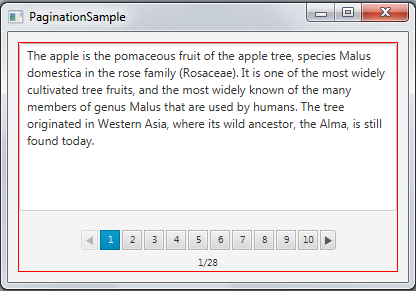 PaginationSample
The apple is the pomaceous fruit of the apple tree, species Malus
domestica in the rose family (Rosaceae). It is one of the most widely
cultivated tree fruits, and the most widely known of the many
members of genus Malus that are used by humans. The tree
originated in Western Asia, where its wild ancestor, the Alma, is still
found today.
1 2 3 4 5 6 7 8 9 10
1/28